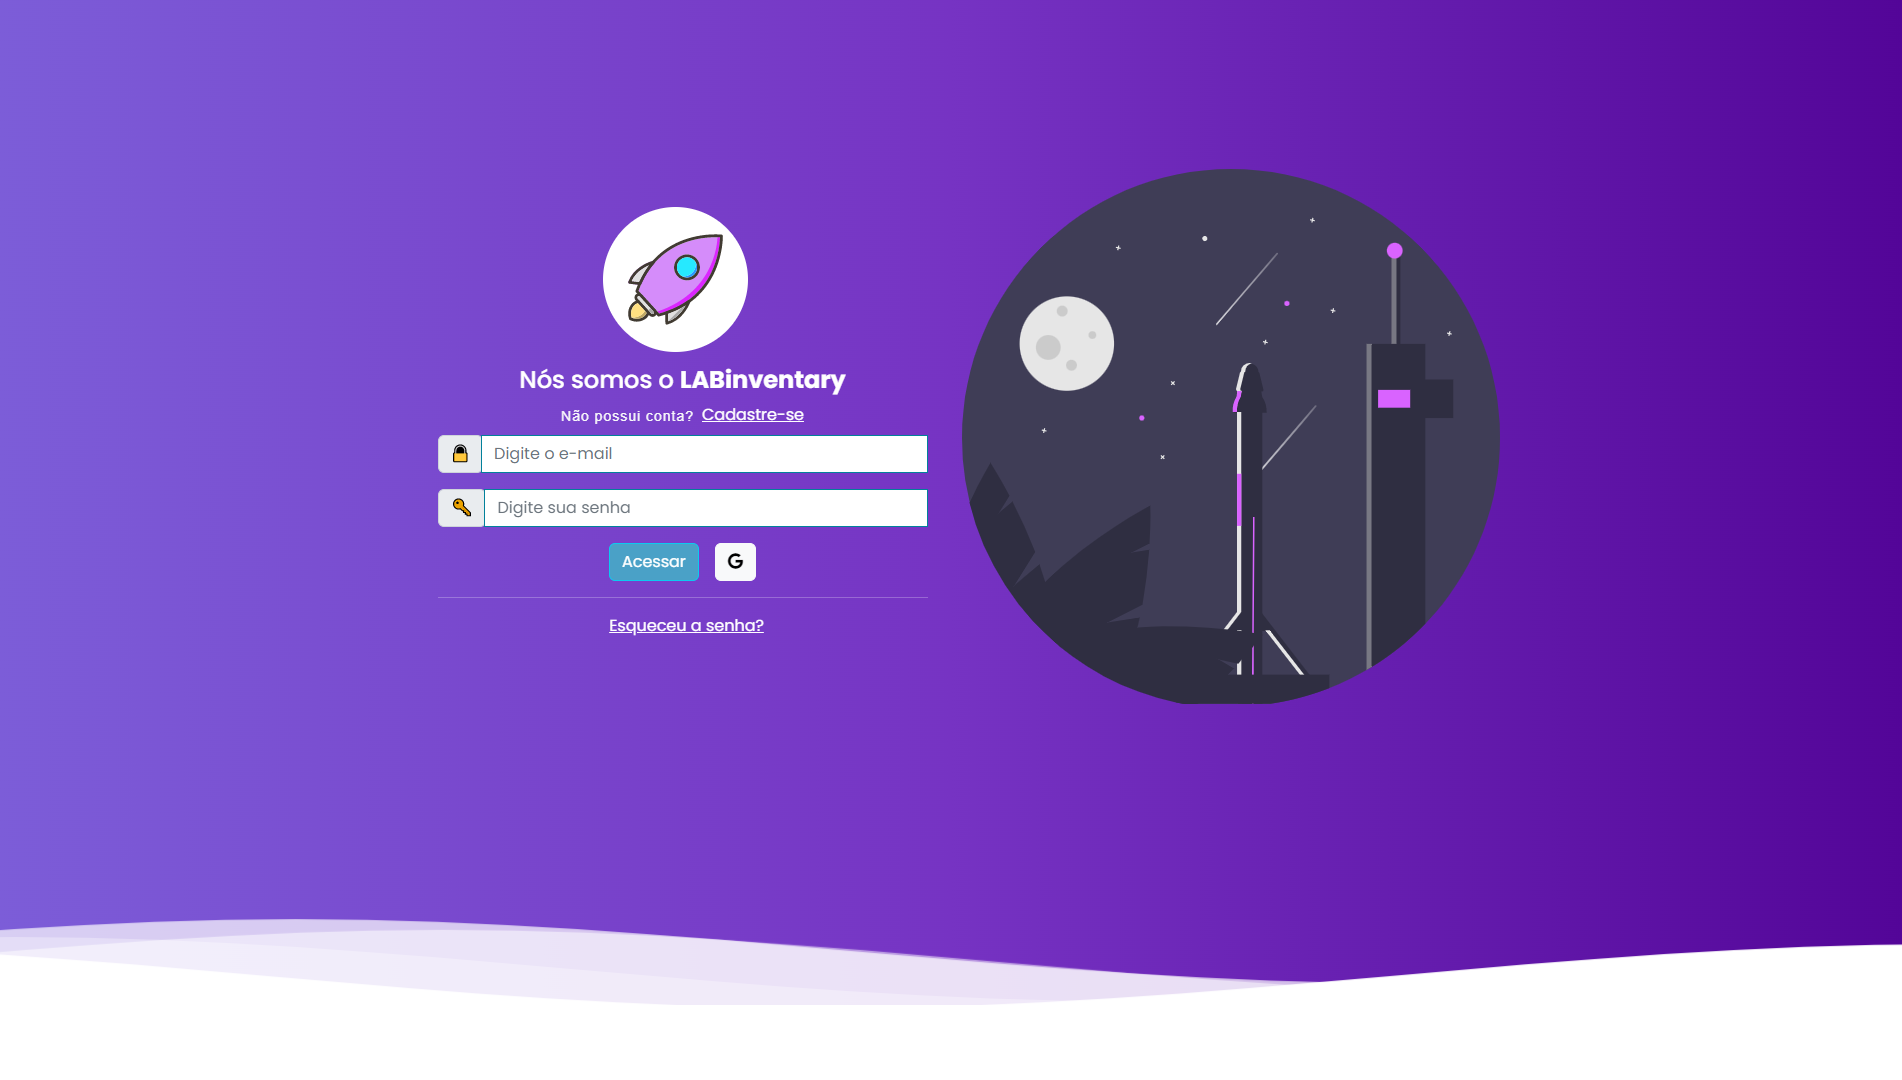 Nós somos o LABinventary
Não possui conta? Cadastre-se
Digite o e-mail
Digite sua senha
Acessar G
Esqueceu a senha?